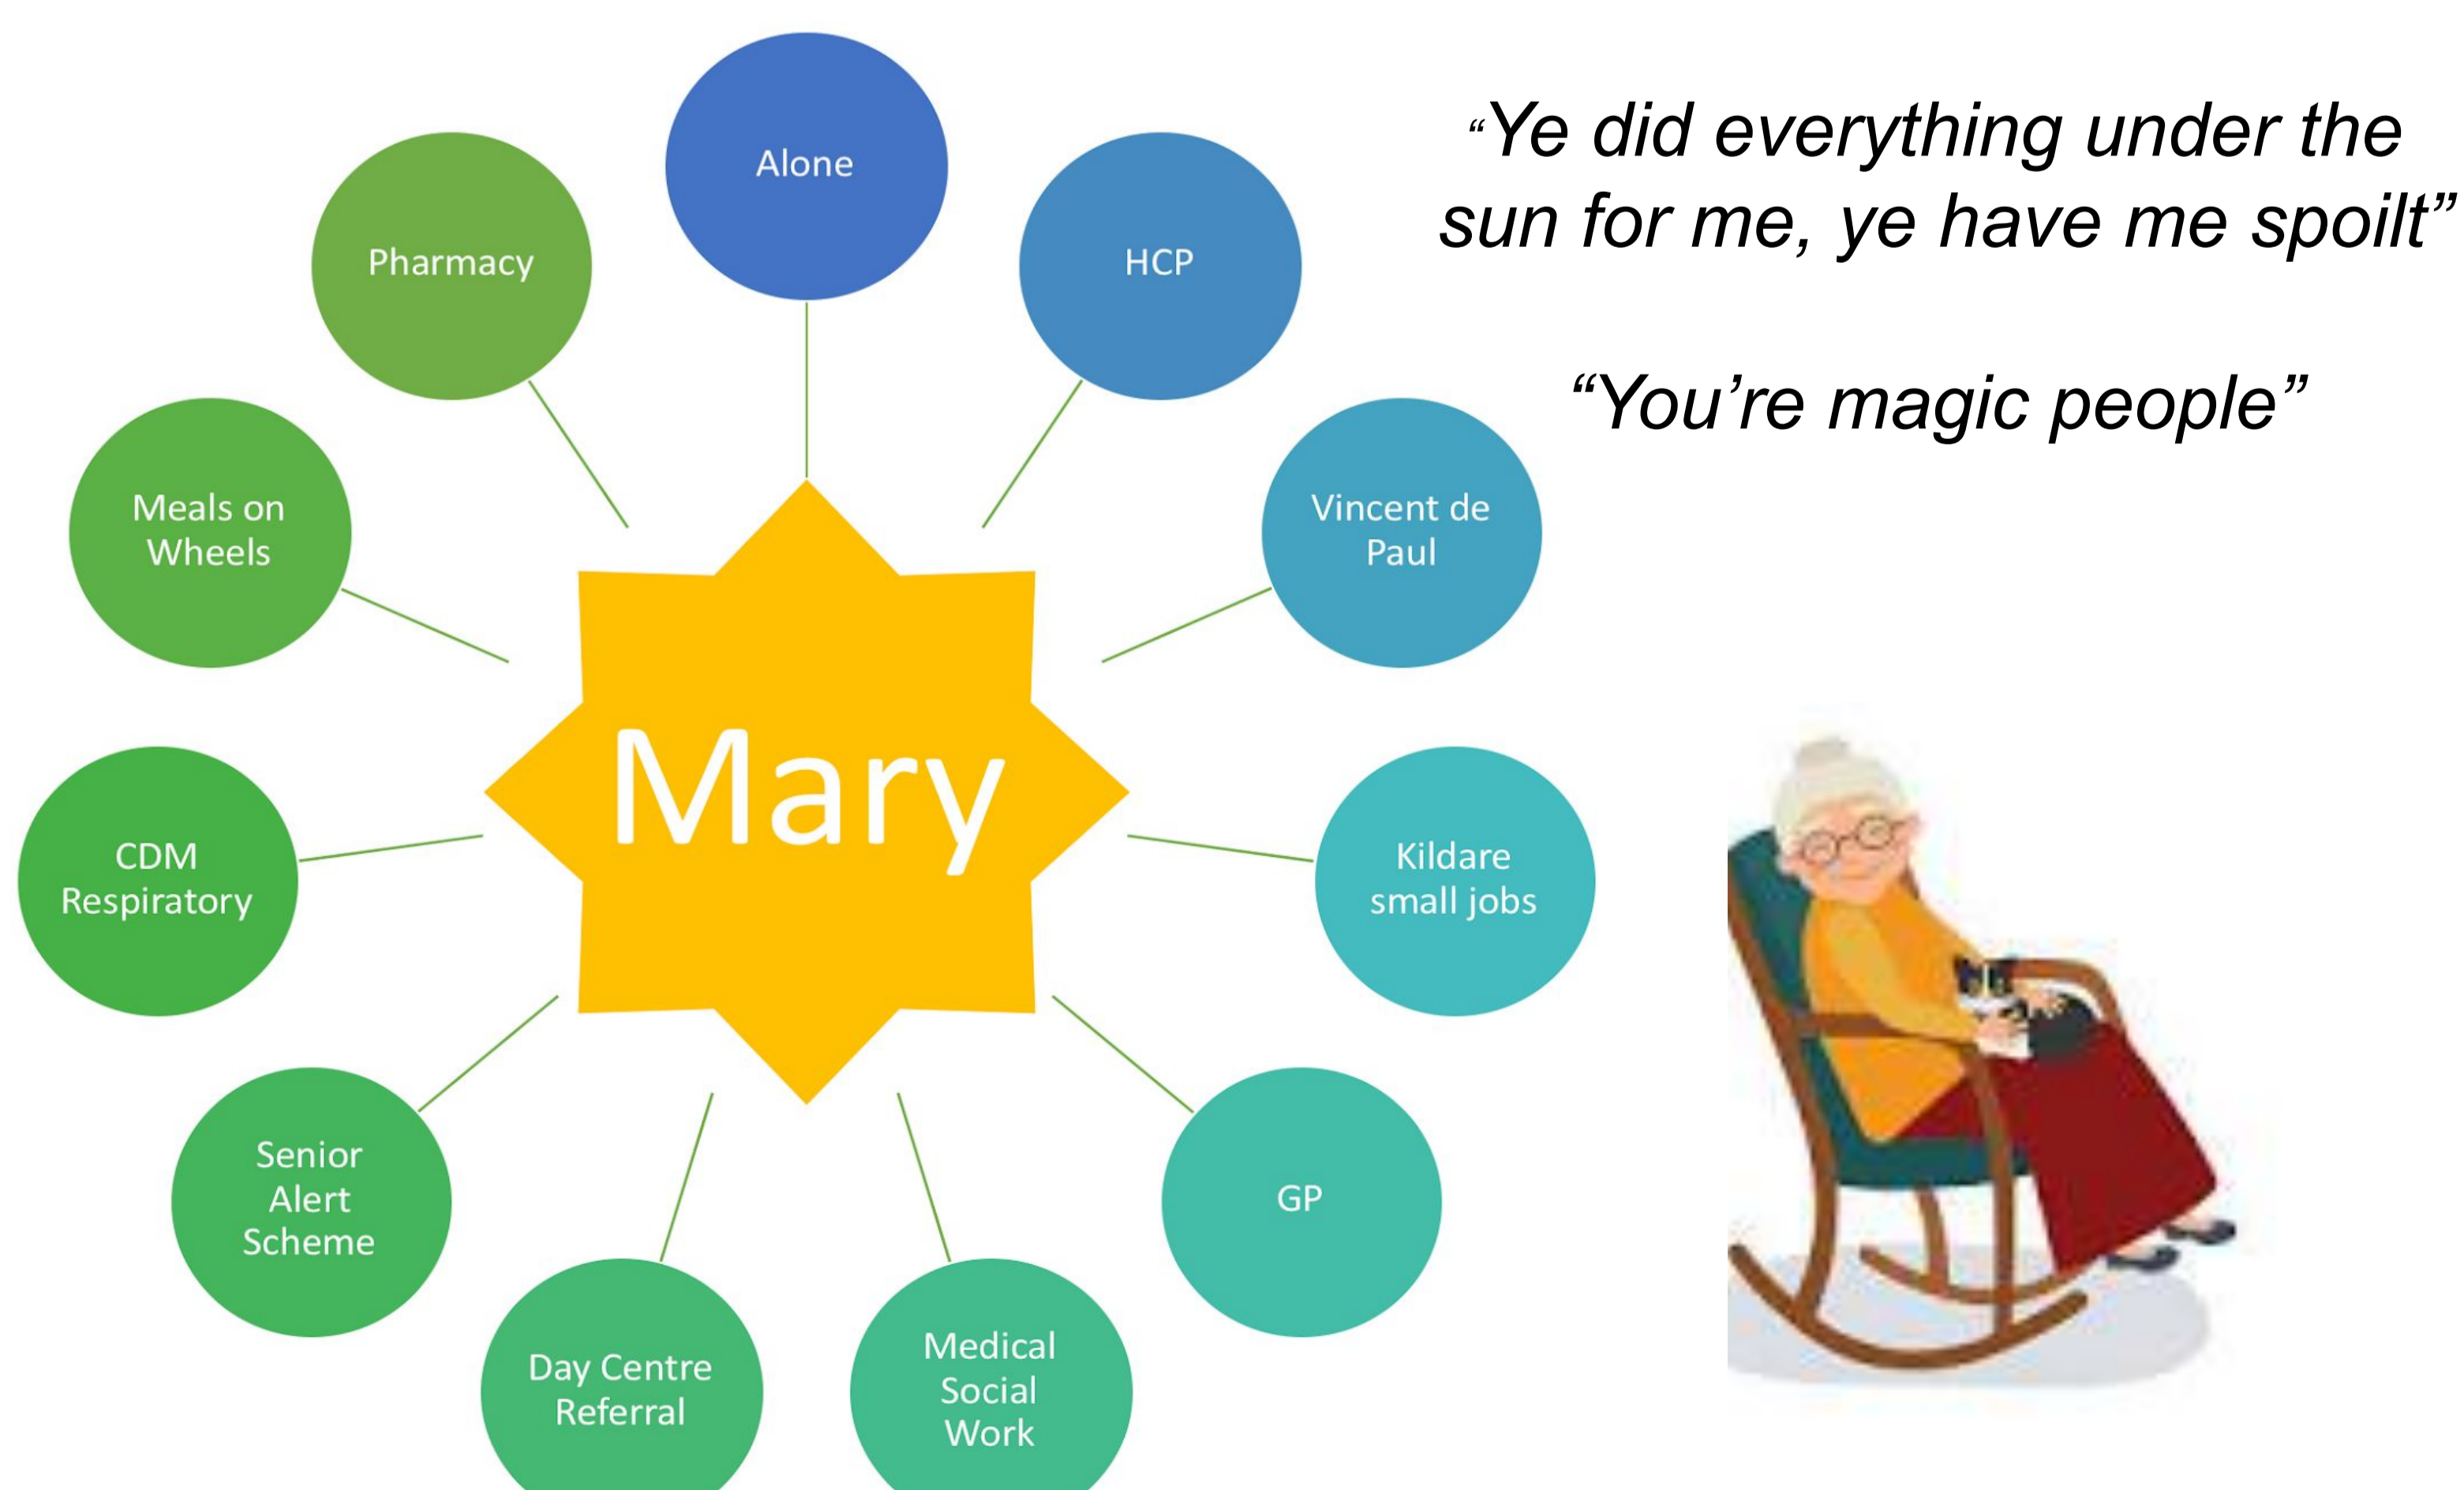 Alone
HCP
Vincent de
Paul
Kildare
small jobs
GP
Medical
Social
Work
Day Centre
Referral
Senior
Alert
Scheme
CDM
Respiratory
Meals on
Wheels
Pharmacy
Mary
“Ye did everything under the
sun for me, ye have me spoilt”
“You’re magic people”